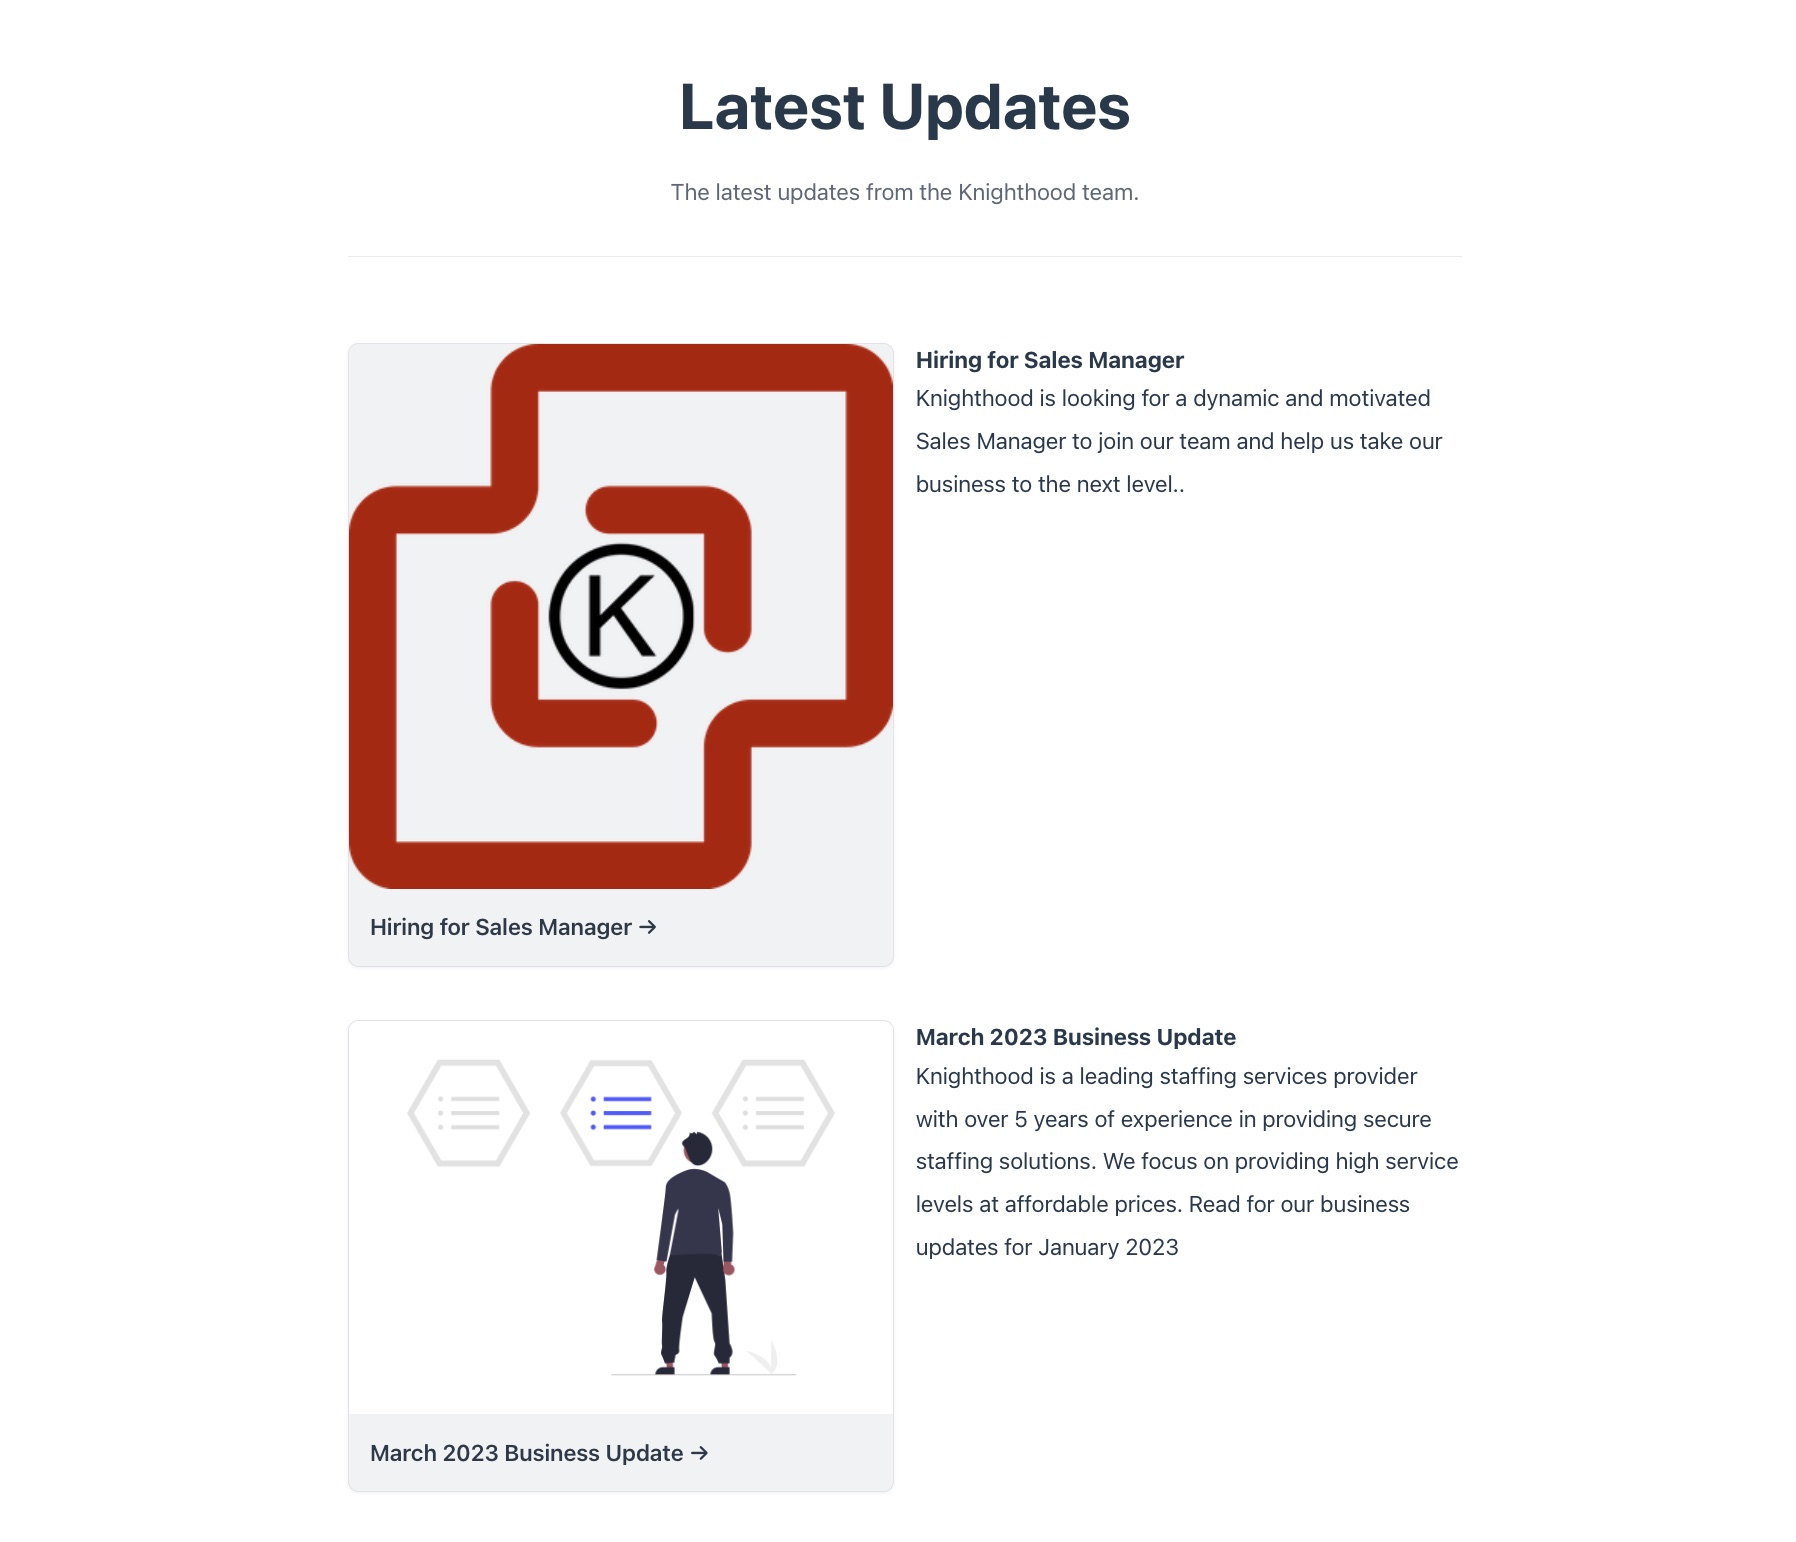 Latest Updates
The latest updates from the Knighthood team.
K
Hiring for Sales Manager →
Hiring for Sales Manager
Knighthood is looking for a dynamic and motivated
Sales Manager to join our team and help us take our
business to the next level..
March 2023 Business Update →
March 2023 Business Update
Knighthood is a leading staffing services provider
with over 5 years of experience in providing secure
staffing solutions. We focus on providing high service
levels at affordable prices. Read for our business
updates for January 2023